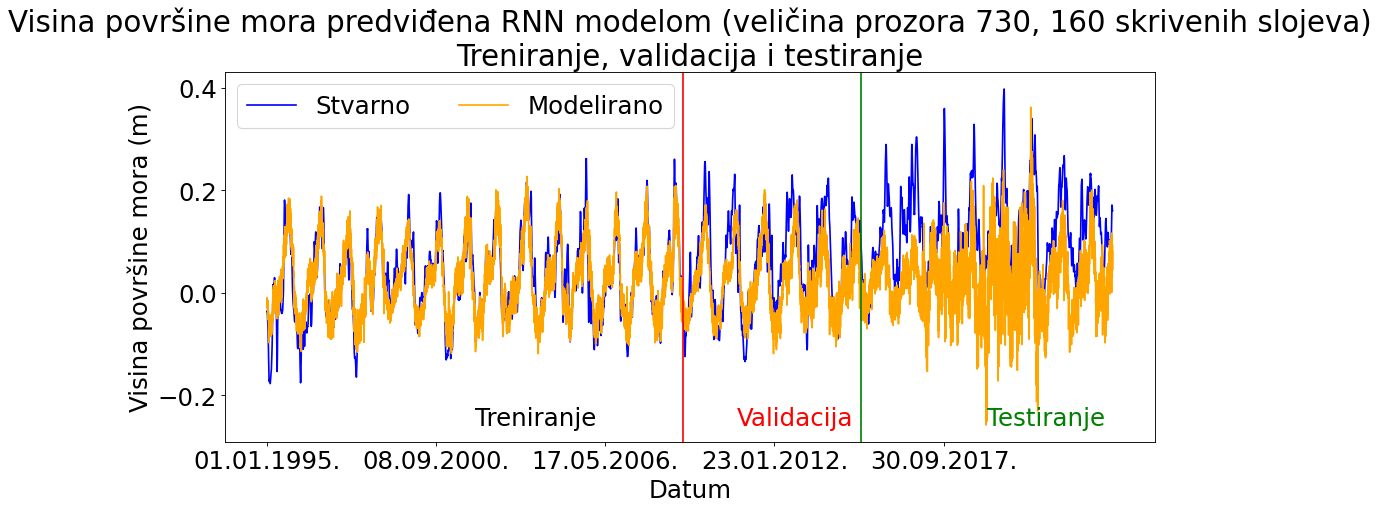 Visina površine mora predviđena RNN modelom (veličina prozora 730, 160 skrivenih slojeva)
Treniranje, validacija i testiranje
Stvarno
Modelirano
Visina površine mora (m)
0.4
0.2
0.0
−0.2
Treniranje
Validacija
Testiranje
01.01.1995.
08.09.2000.
17.05.2006.
23.01.2012.
30.09.2017.
Datum